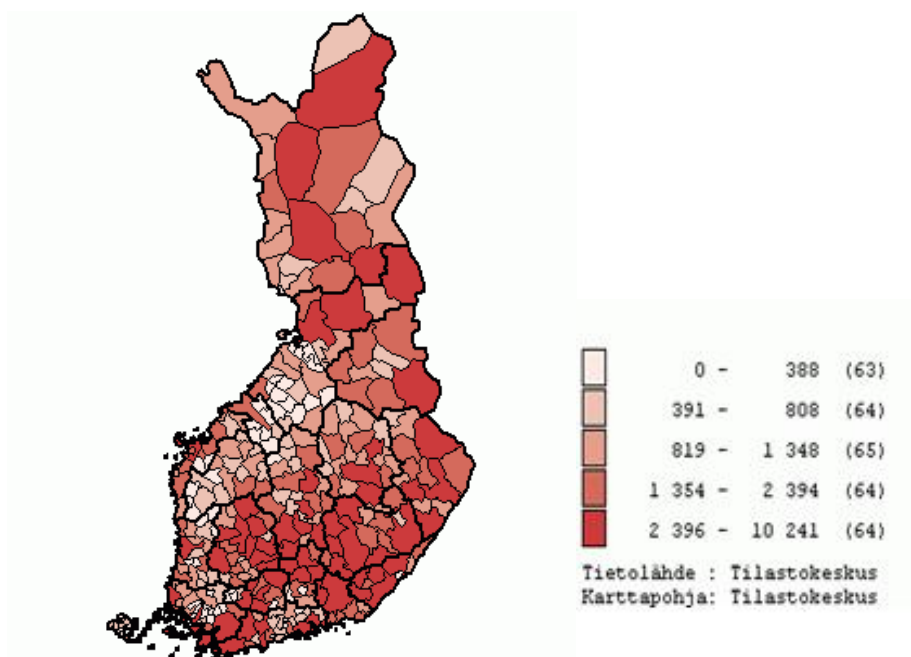 0 - 388 (63)
391 - 808 (64)
819 - 1 348 (65)
1 354 - 2 394 (64)
2 396 - 10 241 (64)
Tietolähde : Tilastokeskus
Karttapohja: Tilastokeskus